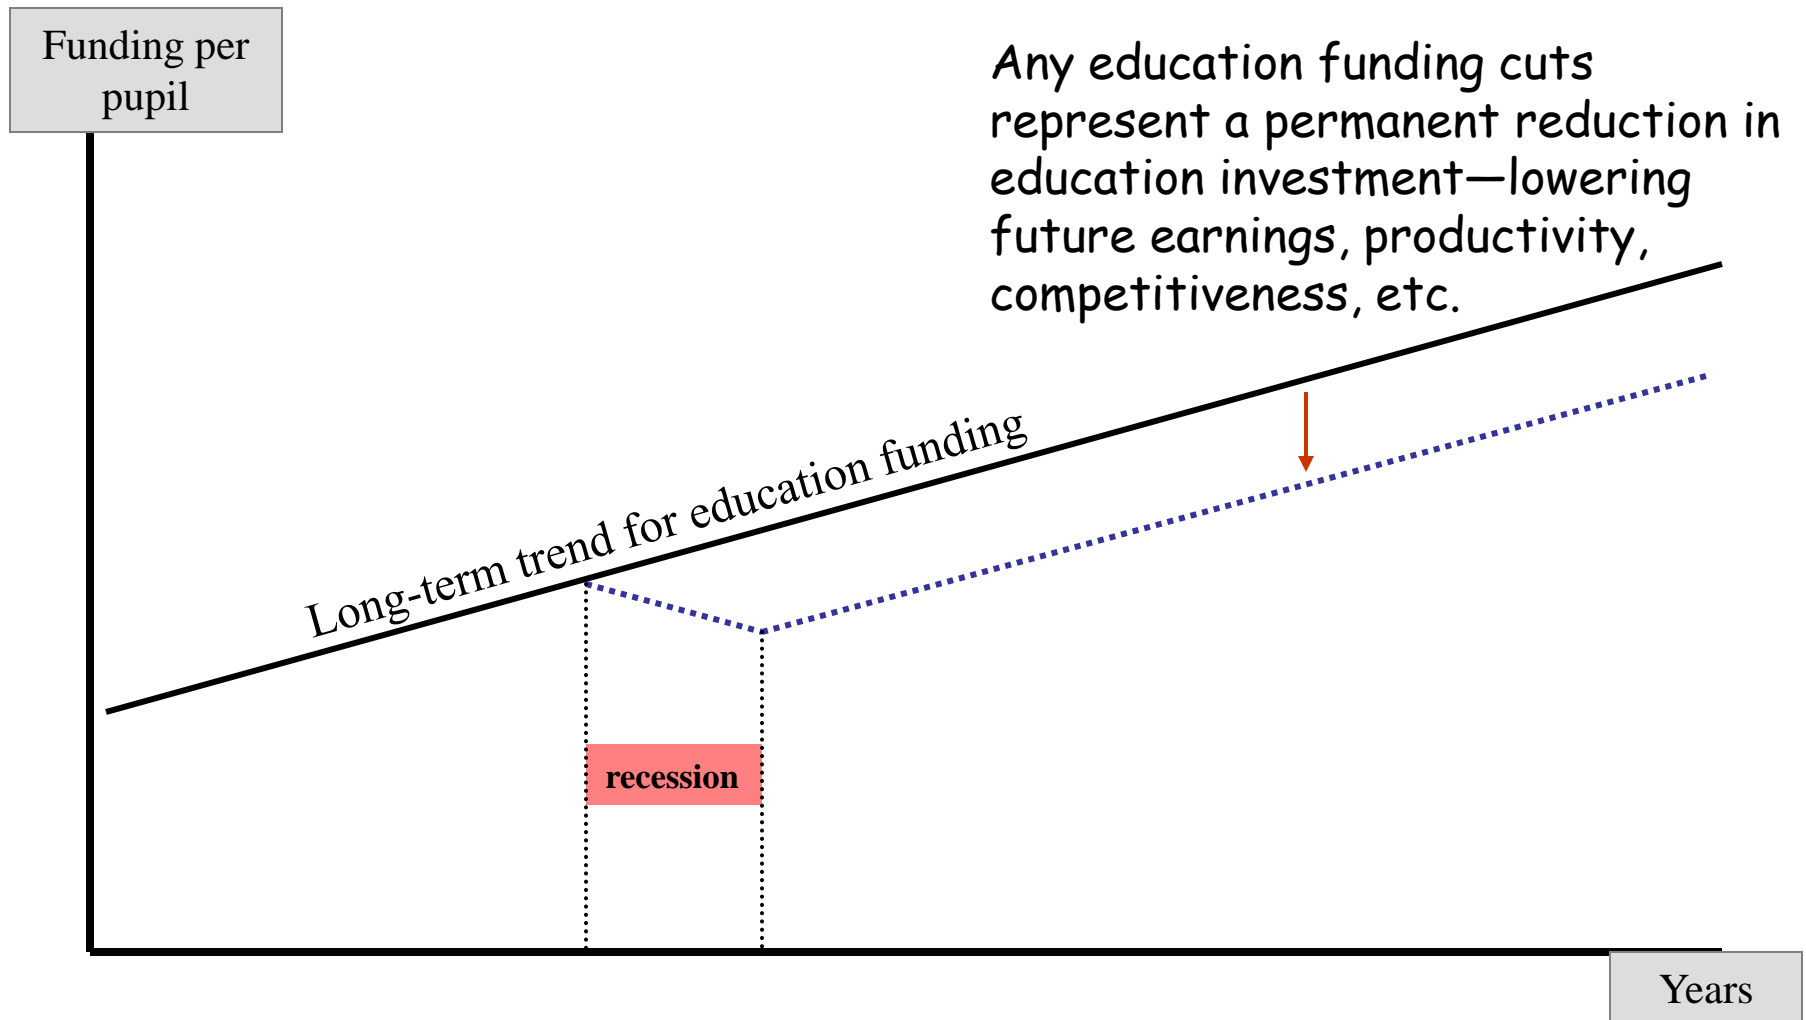 Funding per
pupil
Any education funding cuts
represent a permanent reduction in
education investment—lowering
future earnings, productivity,
competitiveness, etc.
Long-term trend for education funding
recession
Years